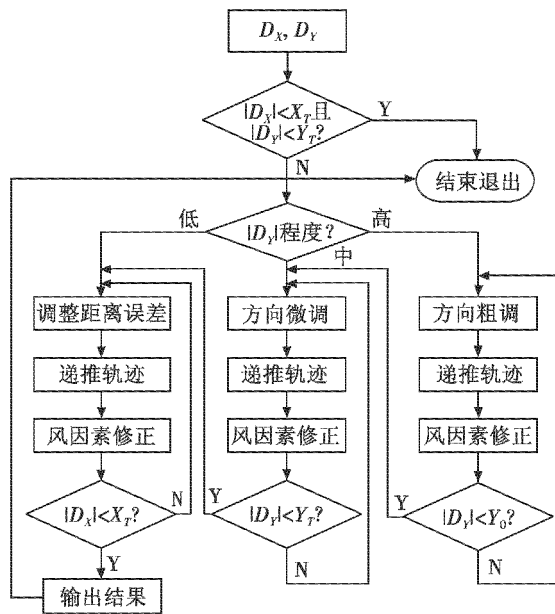 D_X, D_Y
|D_X|<X_T且
|D_Y|<Y_T?
Y
N
结束退出
低
|D_Y|程度?
高
中
调整距离误差
方向微调
方向粗调
递推轨迹
递推轨迹
递推轨迹
风因素修正
风因素修正
风因素修正
|D_X|<X_T?
N
Y
|D_Y|<Y_T?
Y
|D_Y|<Y_0?
Y
N
N
输出结果